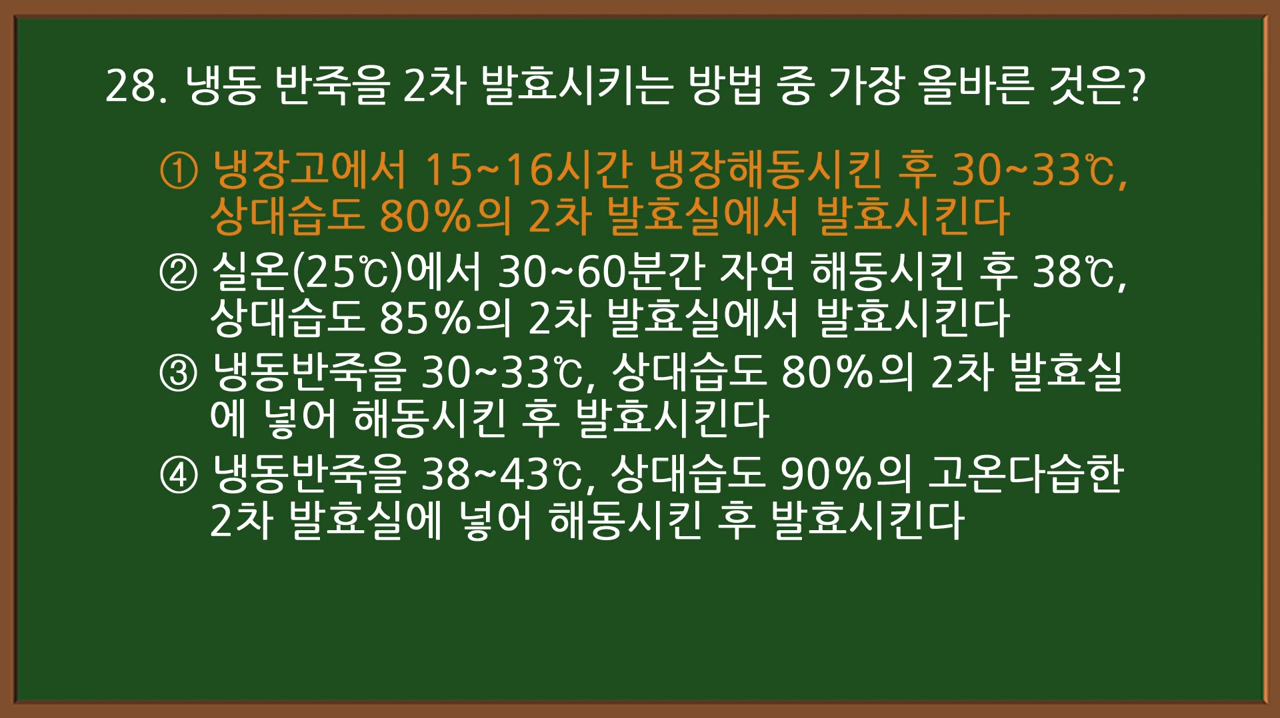 28. 냉동 반죽을 2차 발효시키는 방법 중 가장 올바른 것은?
① 냉장고에서 15~16시간 냉장해동시킨 후 30~33℃,
상대습도 80%의 2차 발효실에서 발효시킨다
② 실온(25℃)에서 30~60분간 자연 해동시킨 후 38℃,
상대습도 85%의 2차 발효실에서 발효시킨다
③ 냉동반죽을 30~33℃, 상대습도 80%의 2차 발효실
에 넣어 해동시킨 후 발효시킨다
④ 냉동반죽을 38~43℃, 상대습도 90%의 고온다습한
2차 발효실에 넣어 해동시킨 후 발효시킨다